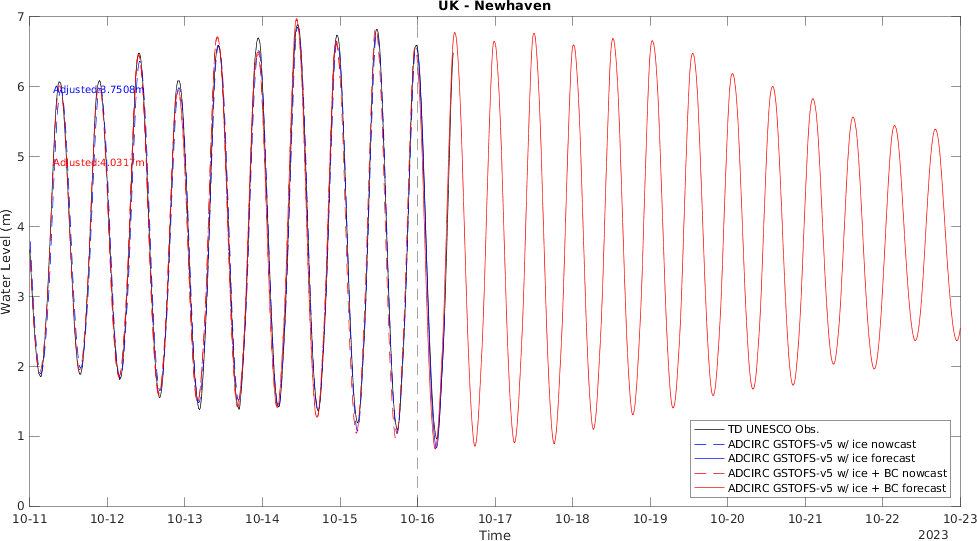 UK - Newhaven
7
6
5
4
3
2
1
0
Water Level (m)
Adjusted:3.7508m
Adjusted:4.0317m
TD UNESCO Obs.
ADCIRC GSTOFS-v5 w/ ice nowcast
ADCIRC GSTOFS-v5 w/ ice forecast
ADCIRC GSTOFS-v5 w/ ice + BC nowcast
ADCIRC GSTOFS-v5 w/ ice + BC forecast
10-11 10-12 10-13 10-14 10-15 10-16 10-17 10-18 10-19 10-20 10-21 10-22 10-23
Time
2023